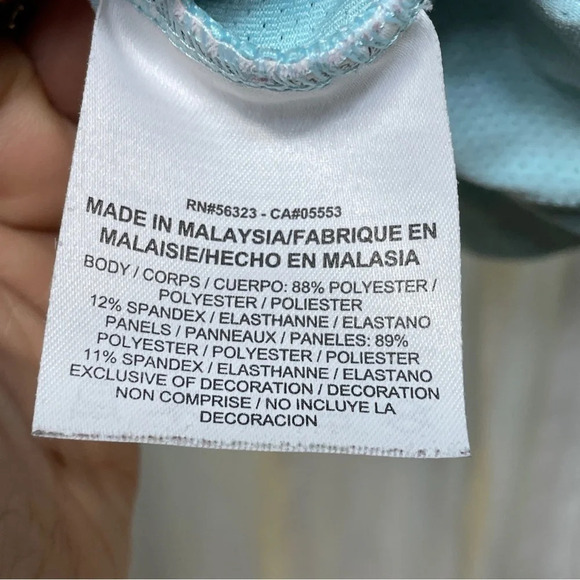 RN#56323 - CA#05553
MADE IN MALAYSIA/FABRIQUE EN
MALAISIE/HECHO EN MALASIA
BODY / CORPS / CUERPO: 88% POLYESTER /
POLYESTER / POLIESTER
12% SPANDEX / ELASTHANNE / ELASTANO
PANELS / PANNEAUX / PANELES: 89%
POLYESTER / POLYESTER / POLIESTER
11% SPANDEX / ELASTHANNE / ELASTANO
EXCLUSIVE OF DECORATION / DECORATION
NON COMPRISE / NO INCLUYE LA
DECORACION